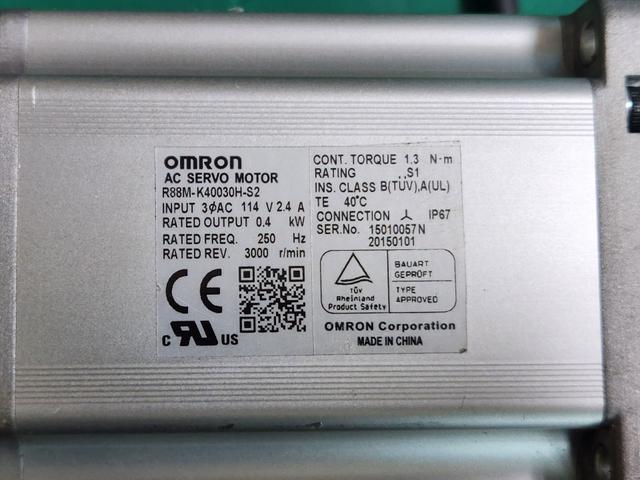 OMRON
AC SERVO MOTOR
R88M-K40030H-S2
INPUT 3ØAC 114 V 2.4 A
RATED OUTPUT 0.4 kW
RATED FREQ. 250 Hz
RATED REV. 3000 r/min
CE
c RU US
CONT. TORQUE 1.3 N·m
RATING S1
INS. CLASS B(TÜV),A(UL)
TE 40°C
CONNECTION IP67
SER.No. 15010057N
20150101
TÜV
Rheinland
Product Safety
BAUART
GEPRÜFT
TYPE
APPROVED
OMRON Corporation
MADE IN CHINA